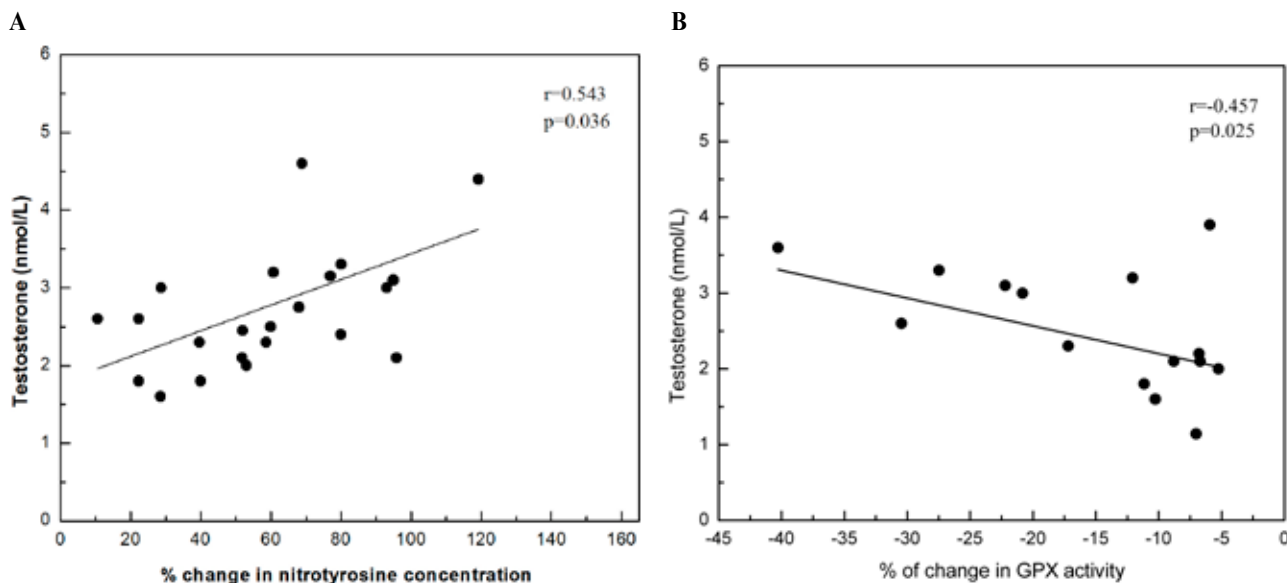 A
6
5
4
3
2
1
0
Testosterone (nmol/L)
r=0.543
p=0.036
0 20 40 60 80 100 120 140 160
% change in nitrotyrosine concentration
B
6
5
4
3
2
1
0
Testosterone (nmol/L)
r=-0.457
p=0.025
-45 -40 -35 -30 -25 -20 -15 -10 -5 0
% of change in GPX activity